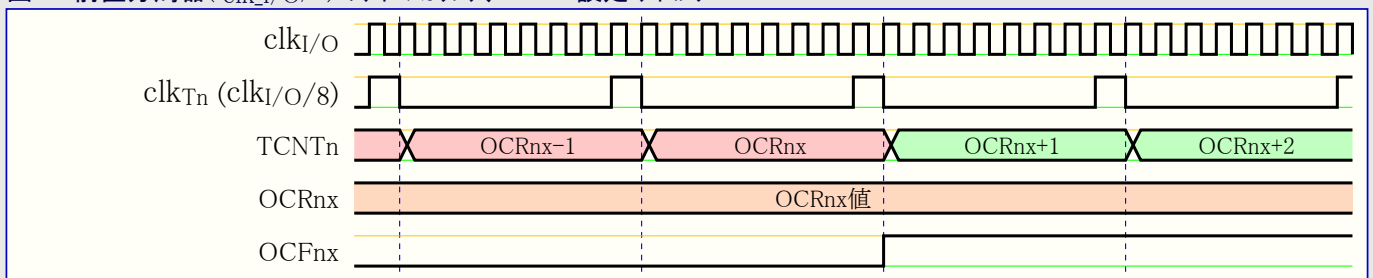 clkI/O
clkTn (clkI/O/8)
TCNTn OCRnx-1 OCRnx OCRnx+1 OCRnx+2
OCRnx OCRnx値
OCFnx